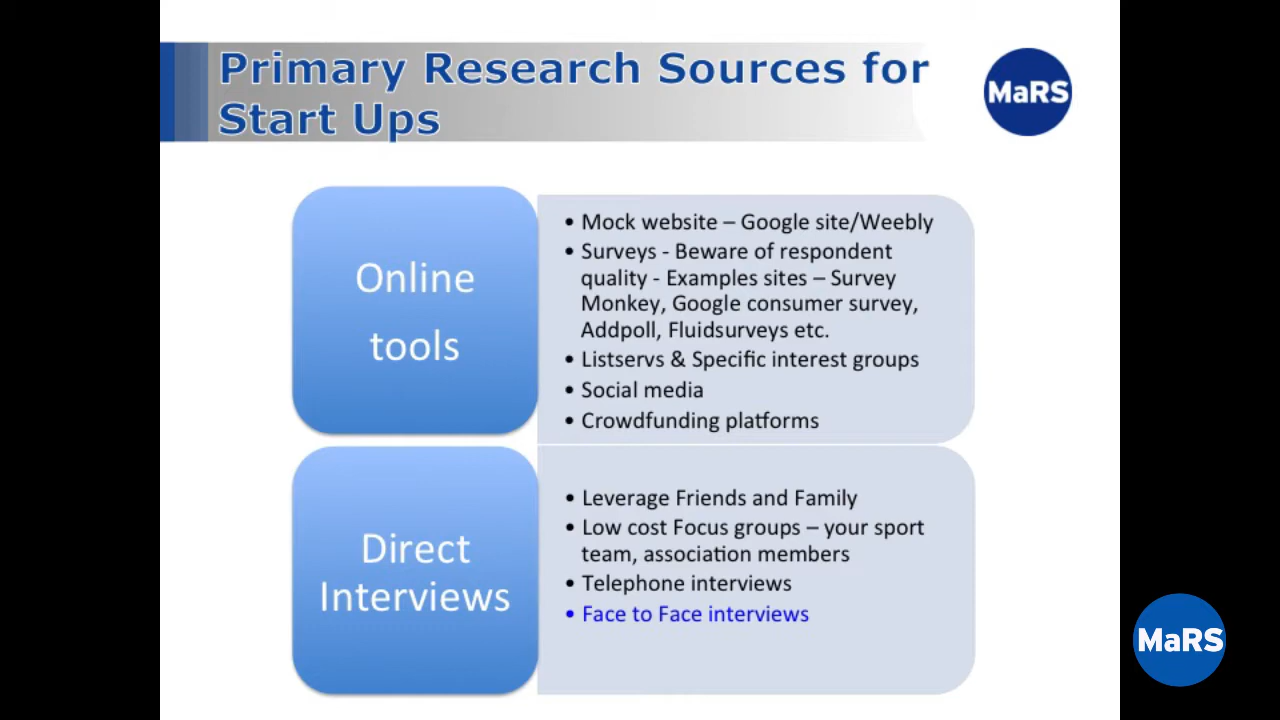 Primary Research Sources for
Start Ups
MaRS
Online
tools
• Mock website – Google site/Weebly
• Surveys - Beware of respondent
quality - Examples sites – Survey
Monkey, Google consumer survey,
Addpoll, Fluidsurveys etc.
• Listservs & Specific interest groups
• Social media
• Crowdfunding platforms
Direct
Interviews
• Leverage Friends and Family
• Low cost Focus groups – your sport
team, association members
• Telephone interviews
• Face to Face interviews
MaRS